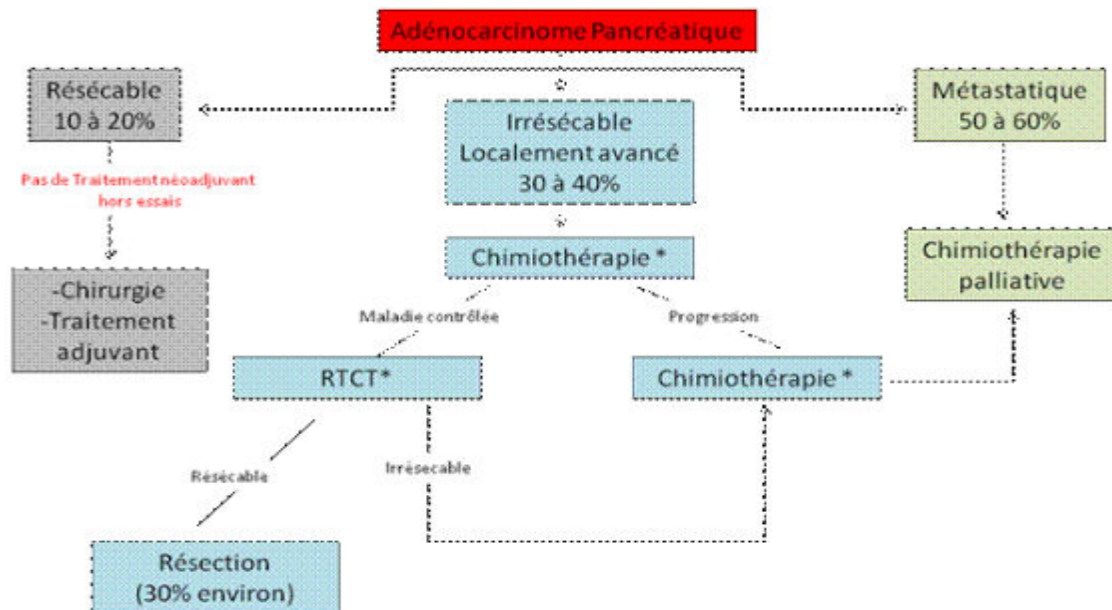 Adénocarcinome Pancréatique
Résécable
10 à 20%
Irrésécable
Localement avancé
30 à 40%
Métastatique
50 à 60%
Pas de Traitement néoadjuvant
hors essais
Chimiothérapie *
Chimiothérapie
palliative
-Chirurgie
-Traitement
adjuvant
Maladie contrôlée
Progression
RTCT*
Chimiothérapie *
Résécable
Irrésecable
Résection
(30% environ)